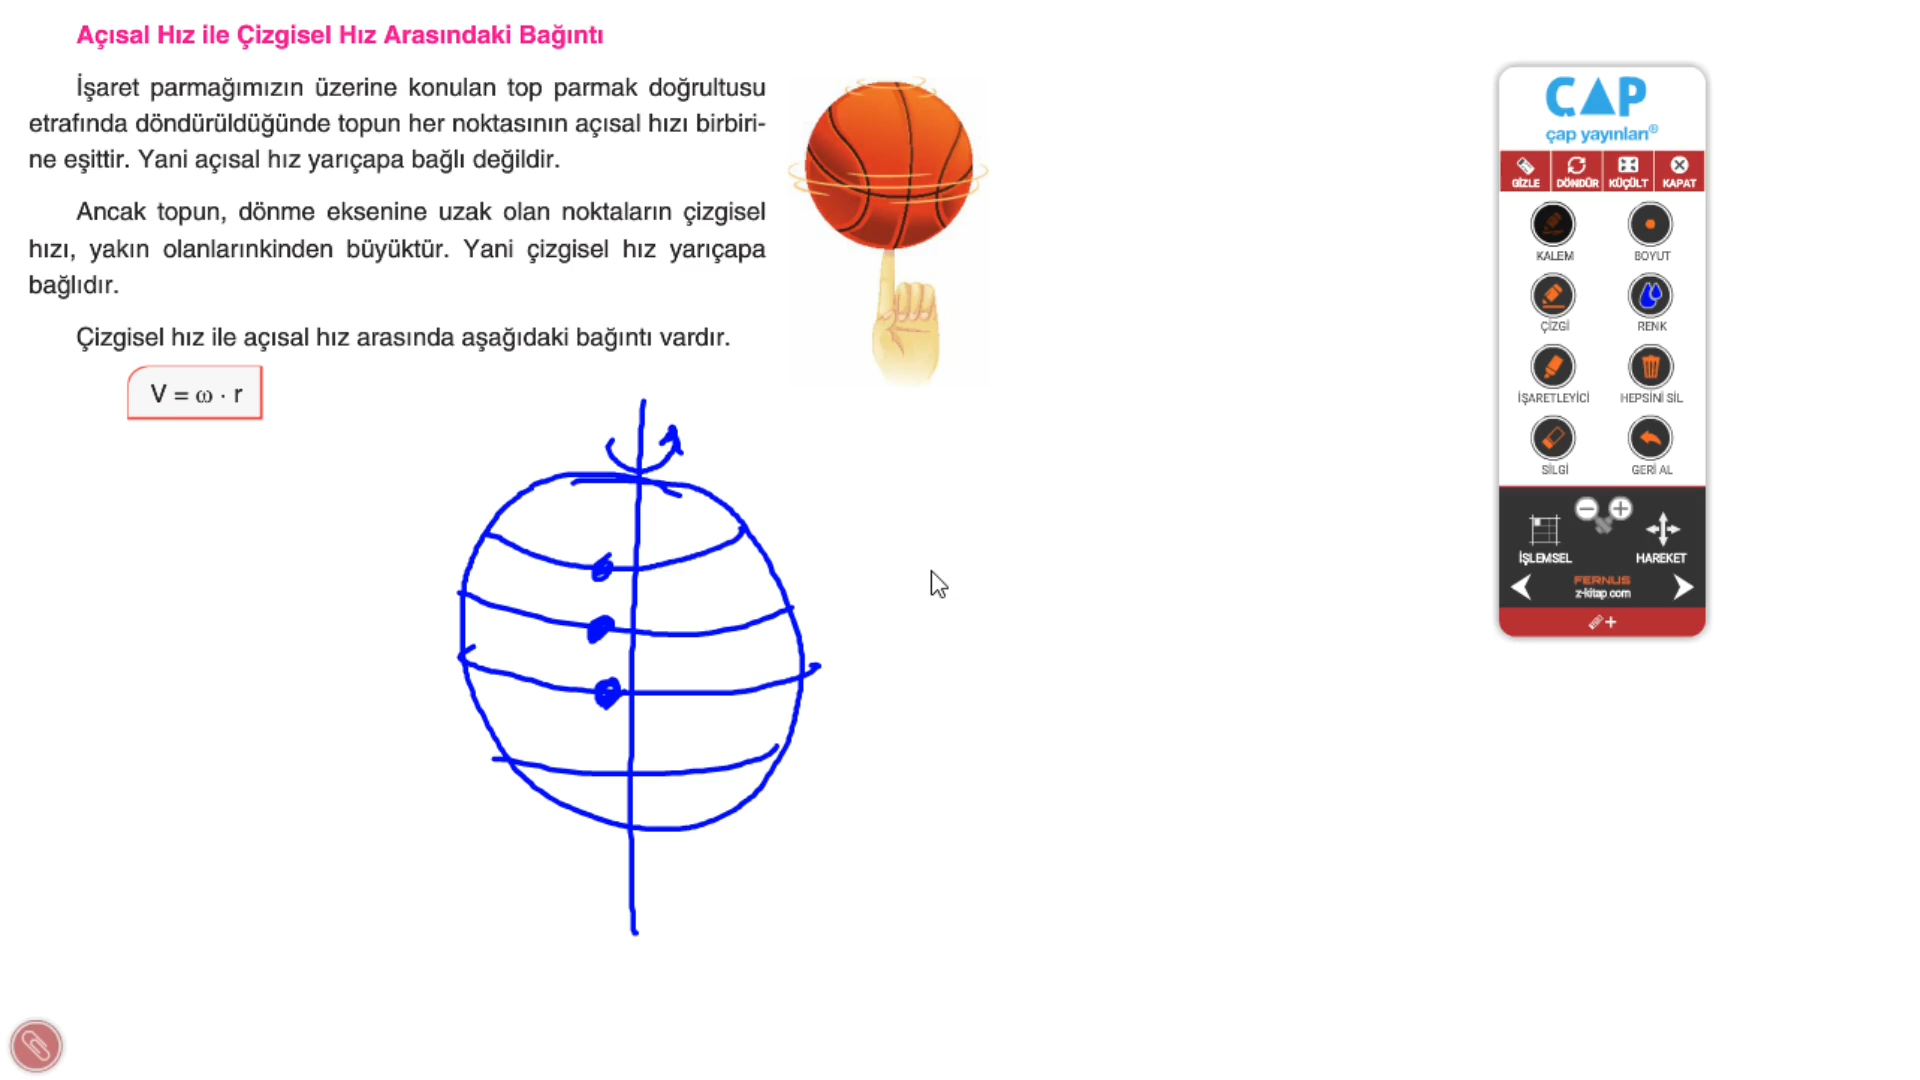 Açısal Hız ile Çizgisel Hız Arasındaki Bağıntı
İşaret parmağımızın üzerine konulan top parmak doğrultusu
etrafında döndürüldüğünde topun her noktasının açısal hızı birbiri-
ne eşittir. Yani açısal hız yarıçapa bağlı değildir.
Ancak topun, dönme eksenine uzak olan noktaların çizgisel
hızı, yakın olanlarınkinden büyüktür. Yani çizgisel hız yarıçapa
bağlıdır.
Çizgisel hız ile açısal hız arasında aşağıdaki bağıntı vardır.
V = ω · r
ÇAP
çap yayınları®
GİZLE DÖNDÜR KÜÇÜLT KAPAT
KALEM BOYUT
ÇİZGİ RENK
İŞARETLEYİCİ HEPSİNİ SİL
SİLGİ GERİ AL
İŞLEMSEL HAREKET
FERNUS
z-kitap com